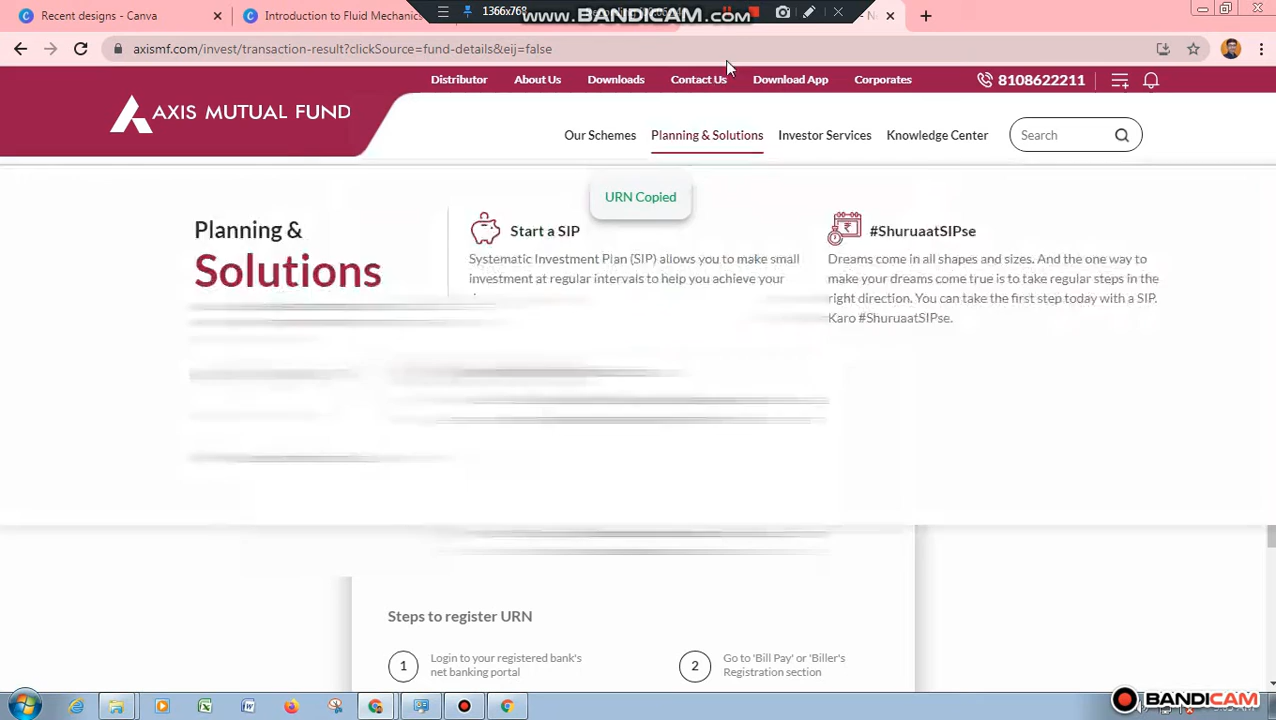 Recent designs - Canva
Introduction to Fluid Mechanics
1366x768
www.BANDICAM.com
axismf.com/invest/transaction-result?clickSource=fund-details&eij=false
Distributor About Us Downloads Contact Us Download App Corporates 8108622211
AXIS MUTUAL FUND
Our Schemes Planning & Solutions Investor Services Knowledge Center Search
URN Copied
Planning &
Solutions
Start a SIP
Systematic Investment Plan (SIP) allows you to make small
investment at regular intervals to help you achieve your
#ShuruaatSIPse
Dreams come in all shapes and sizes. And the one way to
make your dreams come true is to take regular steps in the
right direction. You can take the first step today with a SIP.
Karo #ShuruaatSIPse.
Steps to register URN
1 Login to your registered bank's
net banking portal
2 Go to 'Bill Pay' or 'Biller's
Registration section
BANDICAM